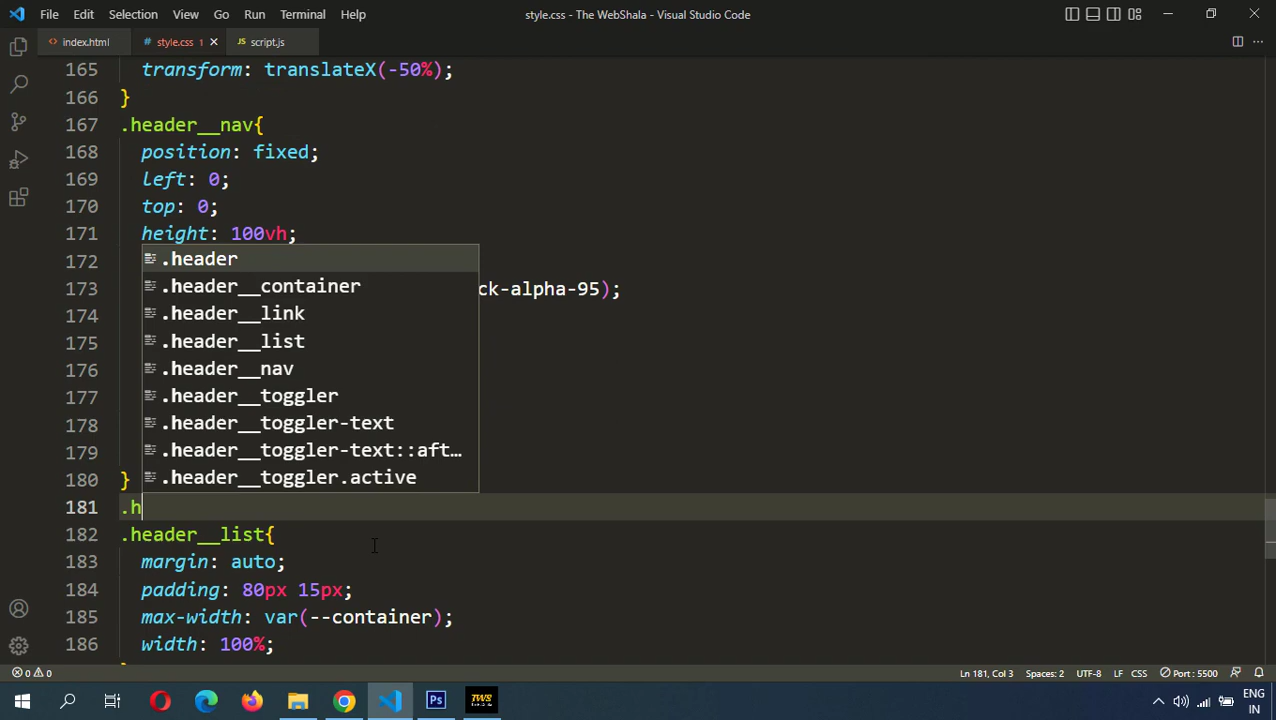 File Edit Selection View Go Run Terminal Help style.css - The WebShala - Visual Studio Code
index.html # style.css 1 JS script.js
165 transform: translateX(-50%);
166 }
167 .header__nav{
168 position: fixed;
169 left: 0;
170 top: 0;
171 height: 100vh;
172 .header
173 .header__container ck-alpha-95);
174 .header__link
175 .header__list
176 .header__nav
177 .header__toggler
178 .header__toggler-text
179 .header__toggler-text::aft…
180 } .header__toggler.active
181 .h
182 .header__list{
183 margin: auto;
184 padding: 80px 15px;
185 max-width: var(--container);
186 width: 100%;
0 0 Ln 181, Col 3 Spaces: 2 UTF-8 LF CSS Port : 5500
Ps TWS ENG
IN